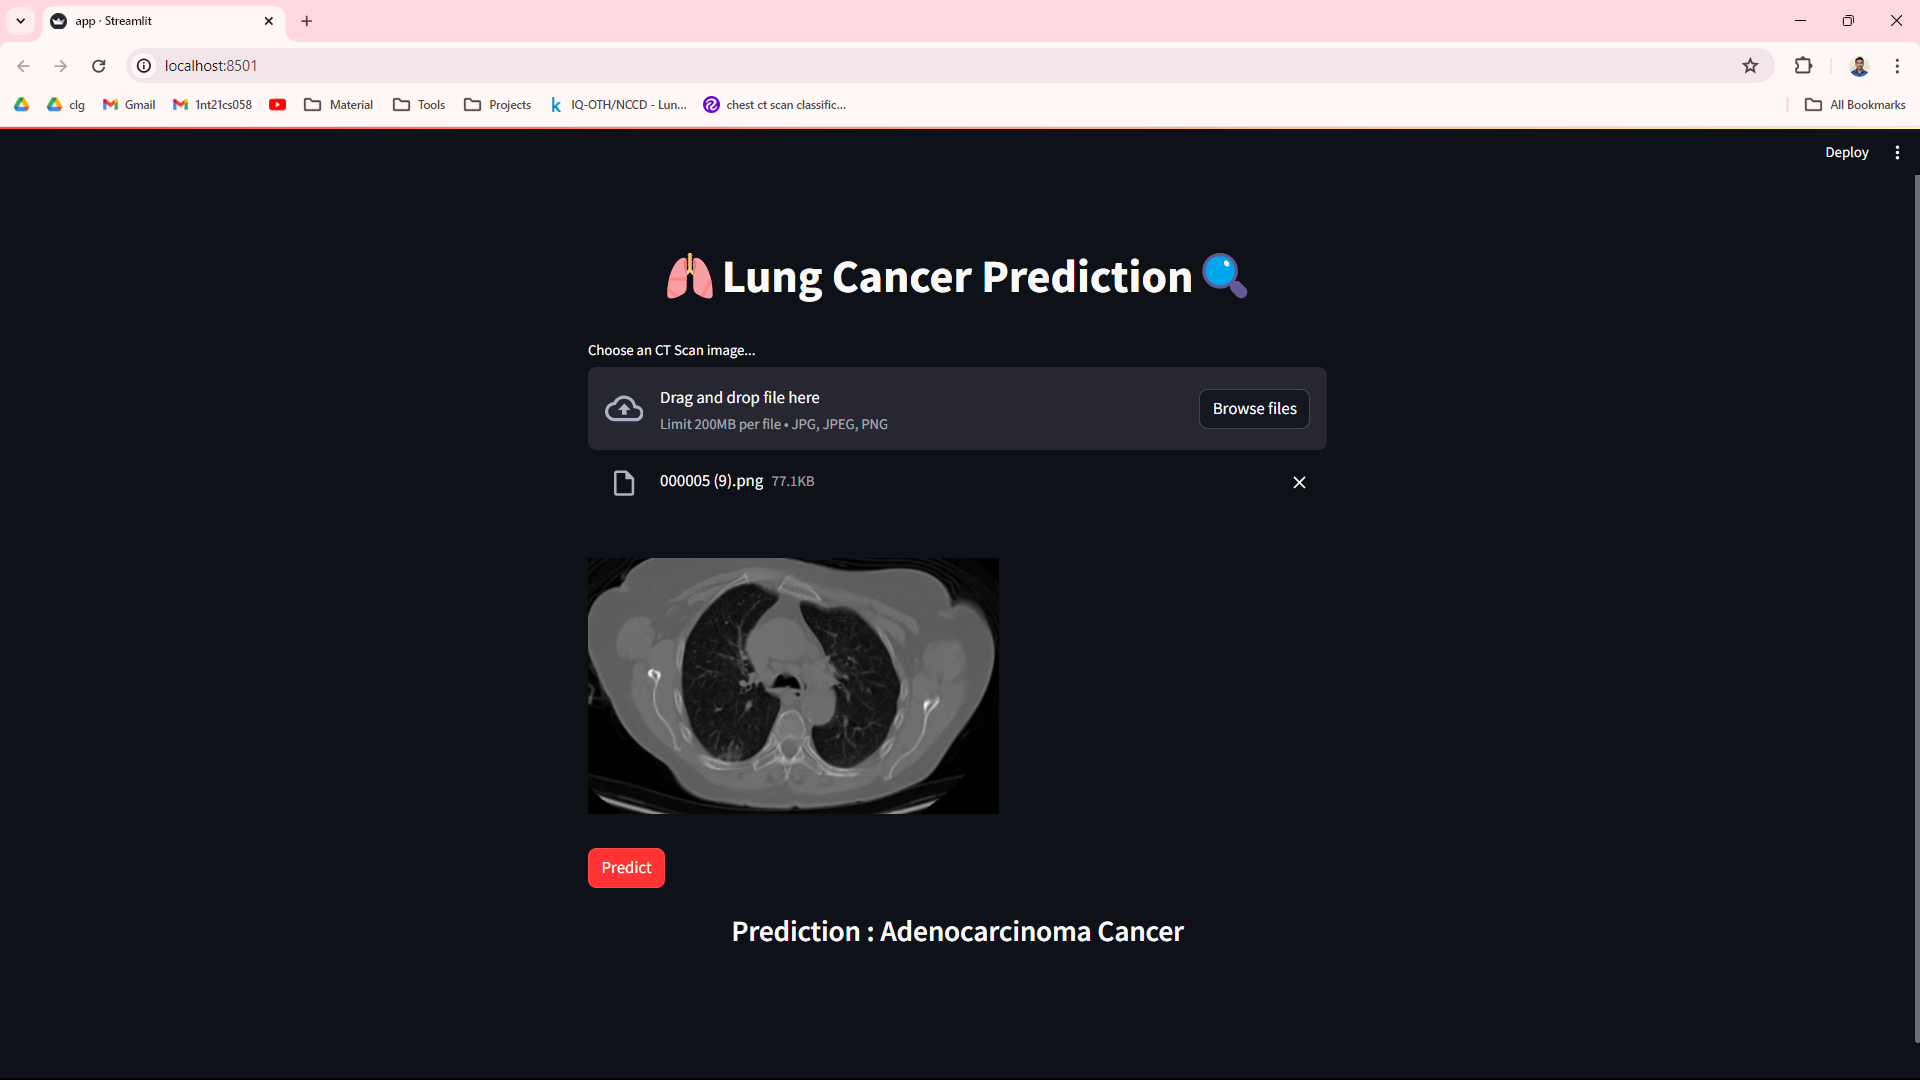 app · Streamlit
localhost:8501
clg Gmail 1nt21cs058 Material Tools Projects IQ-OTH/NCCD - Lun... chest ct scan classific... All Bookmarks
Deploy
Lung Cancer Prediction
Choose an CT Scan image...
Drag and drop file here
Limit 200MB per file • JPG, JPEG, PNG
Browse files
000005 (9).png 77.1KB
Predict
Prediction : Adenocarcinoma Cancer